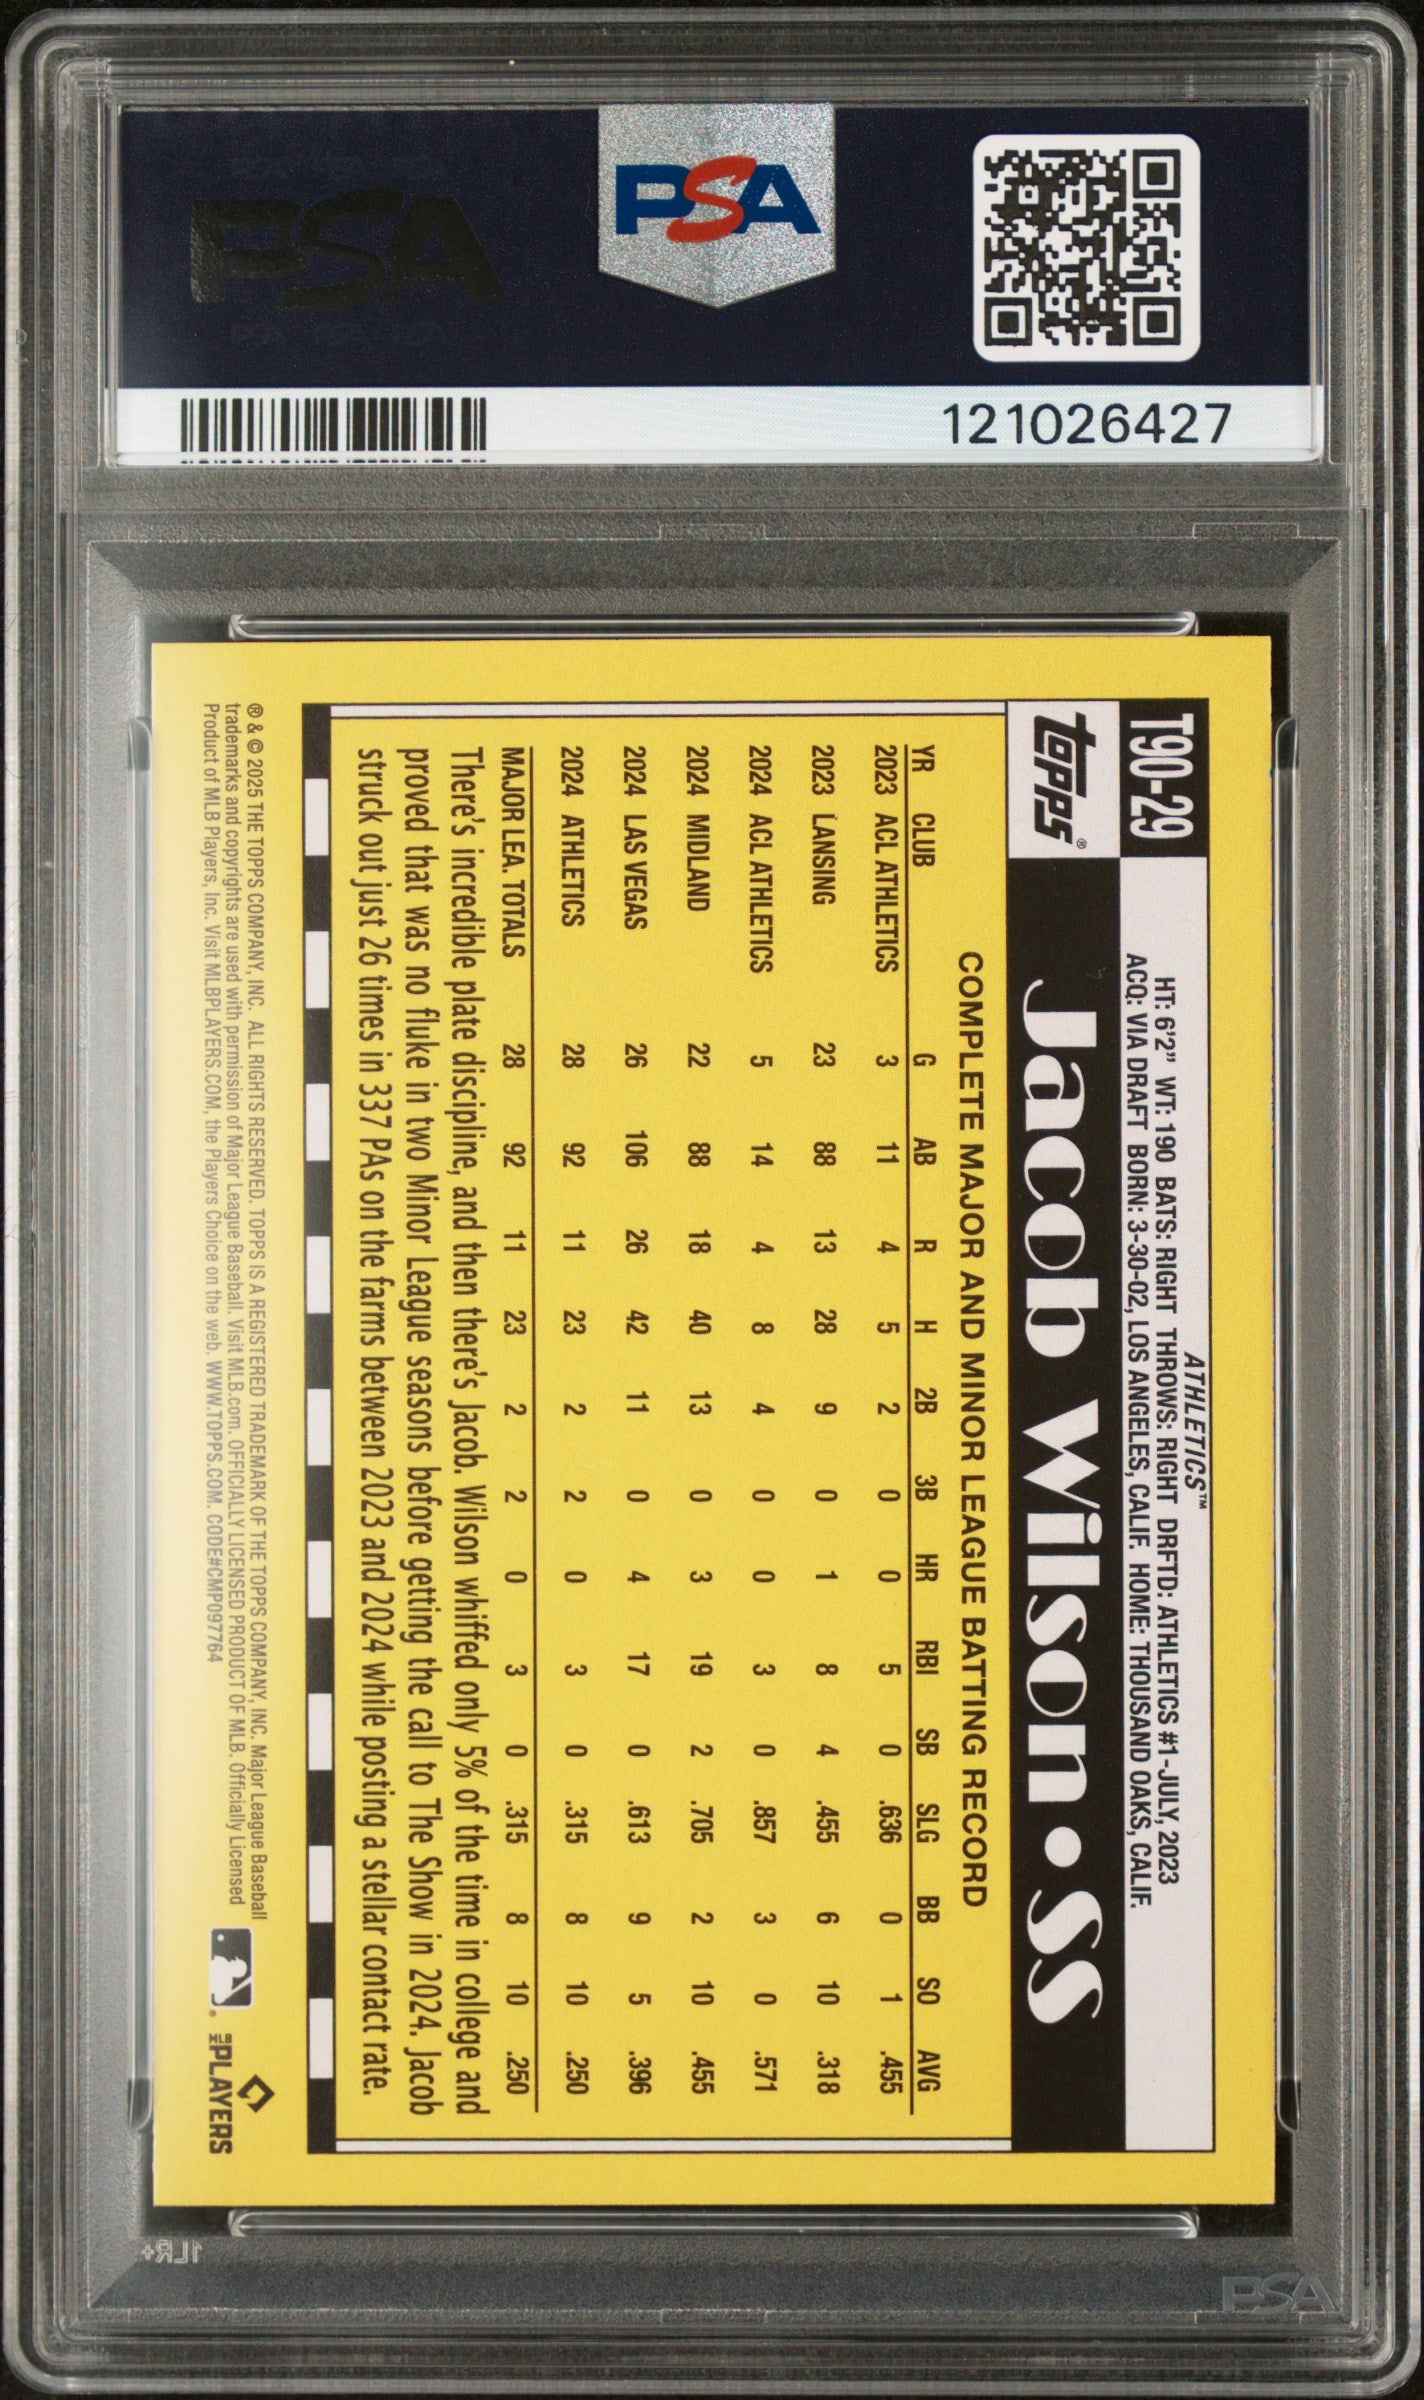 PSA
PSA
121026427
T90-29
ATHLETICS™
HT: 6'2" WT: 190 BATS: RIGHT THROWS: RIGHT DRFTD: ATHLETICS #1-JULY, 2023
ACQ: VIA DRAFT BORN: 3-30-02, LOS ANGELES, CALIF. HOME: THOUSAND OAKS, CALIF.
topps®
Jacob Wilson • SS
COMPLETE MAJOR AND MINOR LEAGUE BATTING RECORD
YR CLUB G AB R H 2B 3B HR RBI SB SLG BB SO AVG
2023 ACL ATHLETICS 3 11 4 5 2 0 0 5 0 .636 0 1 .455
2023 LANSING 23 88 13 28 9 0 1 8 4 .455 6 10 .318
2024 ACL ATHLETICS 5 14 4 8 4 0 0 3 0 .857 3 0 .571
2024 MIDLAND 22 88 18 40 13 0 3 19 2 .705 2 10 .455
2024 LAS VEGAS 26 106 26 42 11 0 4 17 0 .613 9 5 .396
2024 ATHLETICS 28 92 11 23 2 2 0 3 0 .315 8 10 .250
MAJOR LEA. TOTALS 28 92 11 23 2 2 0 3 0 .315 8 10 .250
There's incredible plate discipline, and then there's Jacob. Wilson whiffed only 5% of the time in college and
proved that was no fluke in two Minor League seasons before getting the call to The Show in 2024. Jacob
struck out just 26 times in 337 PAs on the farms between 2023 and 2024 while posting a stellar contact rate.
® & © 2025 THE TOPPS COMPANY, INC. ALL RIGHTS RESERVED. TOPPS IS A REGISTERED TRADEMARK OF THE TOPPS COMPANY, INC. Major League Baseball
trademarks and copyrights are used with permission of Major League Baseball. Visit MLB.com. OFFICIALLY LICENSED PRODUCT OF MLB. Officially Licensed
Product of MLB Players, Inc. Visit MLBPLAYERS.COM, the Players Choice on the web. WWW.TOPPS.COM. CODE#CMP097764
MLB PLAYERS
1LR+
PSA